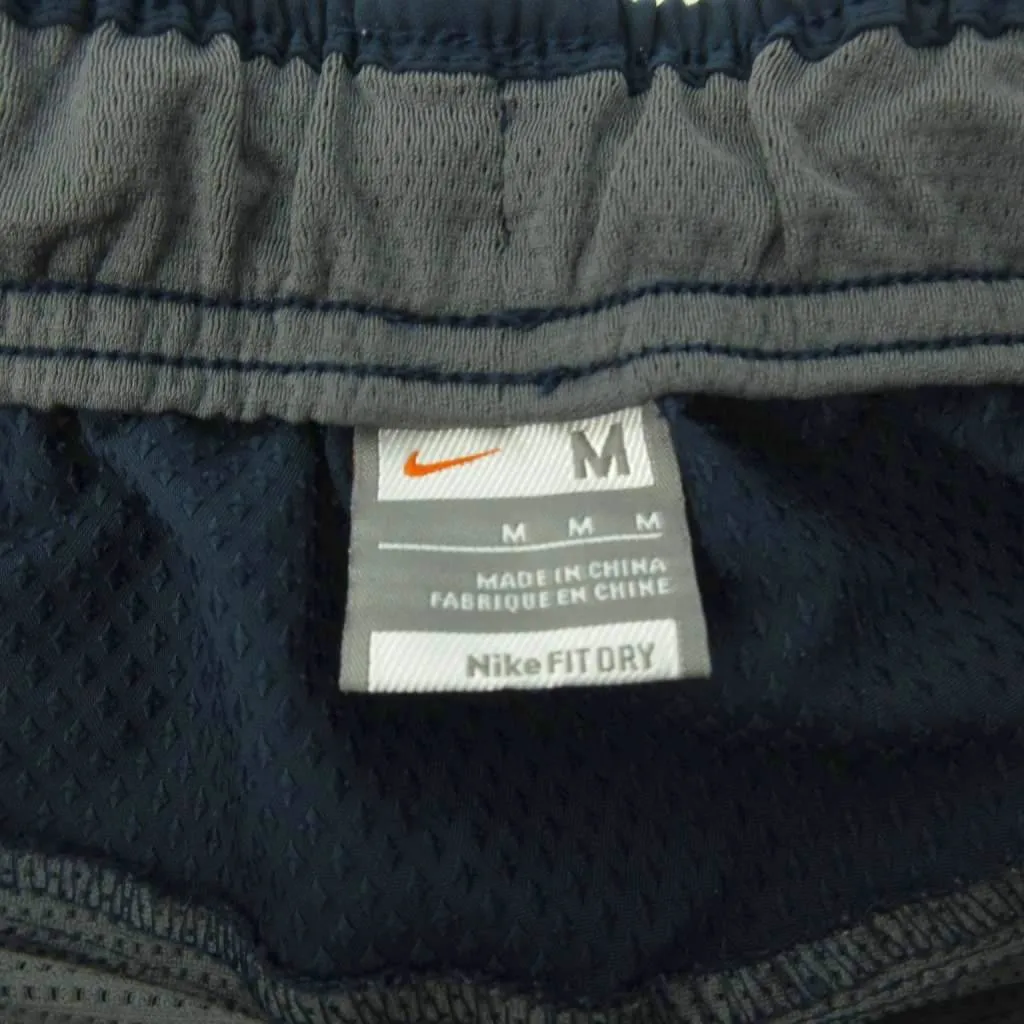 M
M M M
MADE IN CHINA
FABRIQUE EN CHINE
Nike FIT DRY